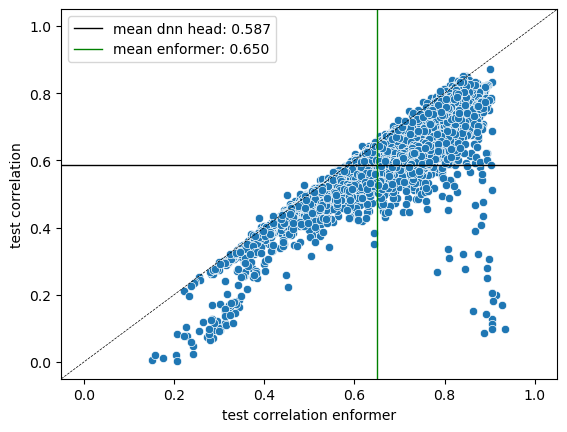 mean dnn head: 0.587
mean enformer: 0.650
test correlation
1.0
0.8
0.6
0.4
0.2
0.0
0.0 0.2 0.4 0.6 0.8 1.0
test correlation enformer